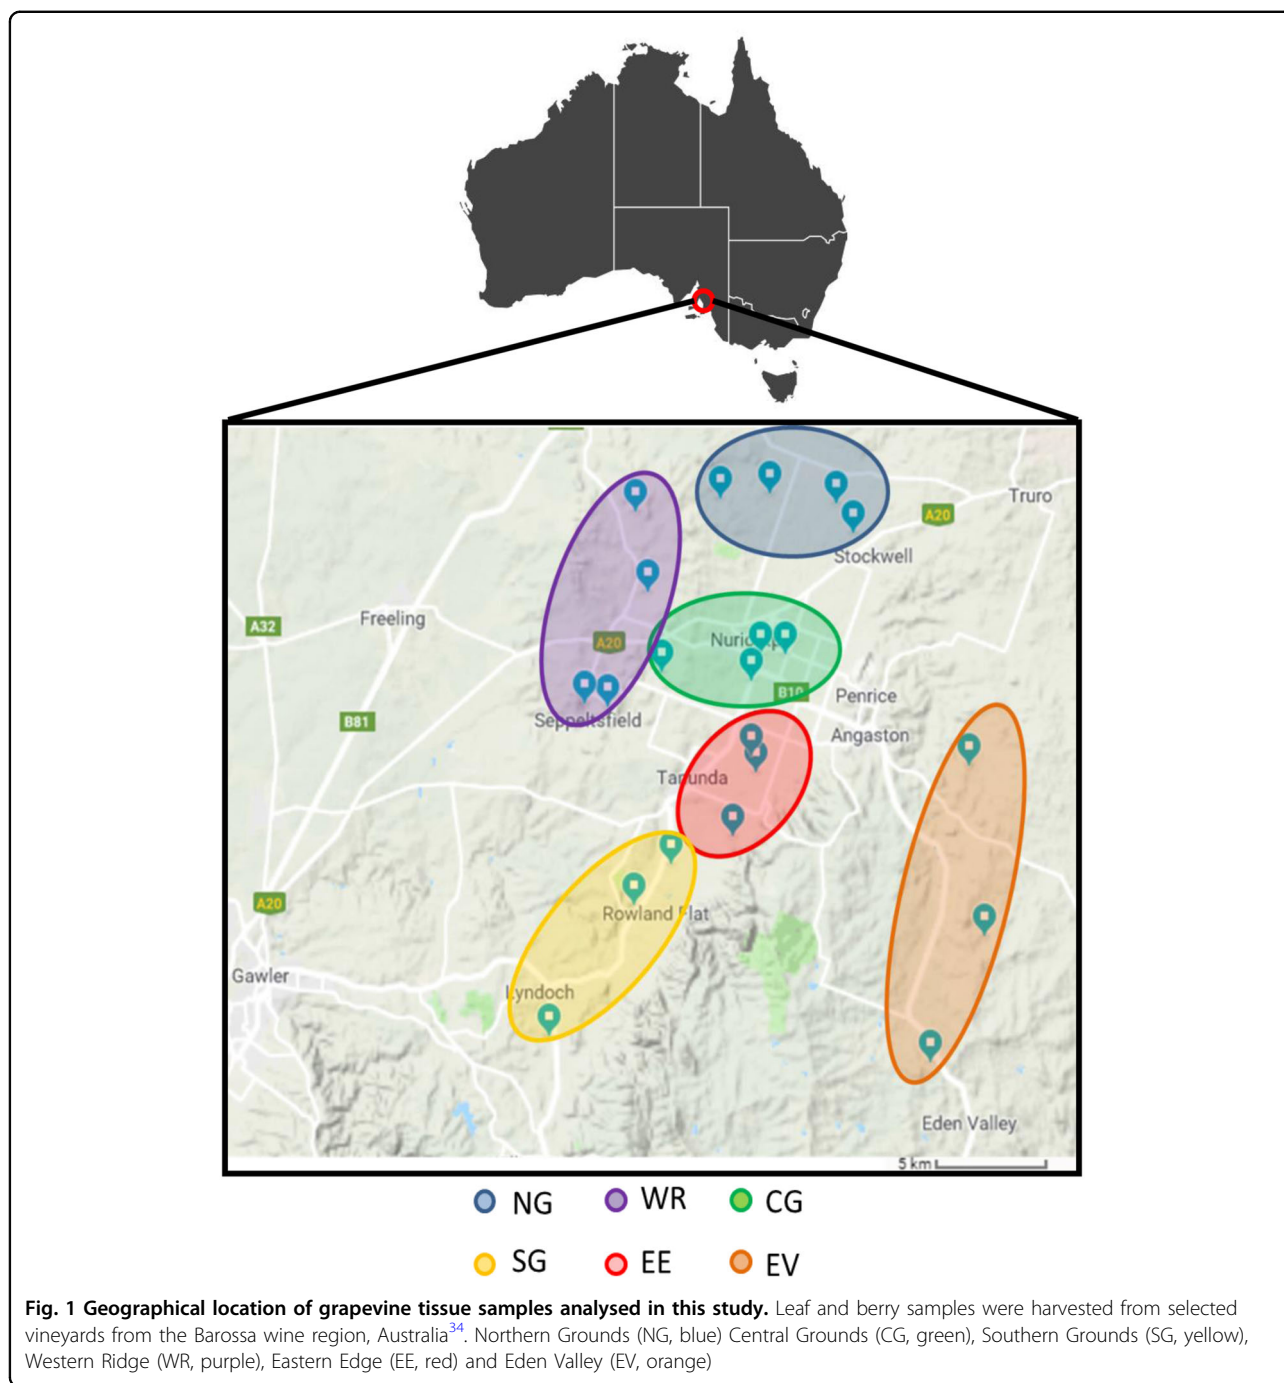 Truro
A20
Stockwell
Freeling
A32
A20
B10
Penrice
Seppeltsfield
B81
Angaston
Tanunda
A20
Rowland Flat
Gawler
Lyndoch
Eden Valley
5 km
NG WR CG
SG EE EV
Fig. 1 Geographical location of grapevine tissue samples analysed in this study. Leaf and berry samples were harvested from selected
vineyards from the Barossa wine region, Australia34. Northern Grounds (NG, blue) Central Grounds (CG, green), Southern Grounds (SG, yellow),
Western Ridge (WR, purple), Eastern Edge (EE, red) and Eden Valley (EV, orange)